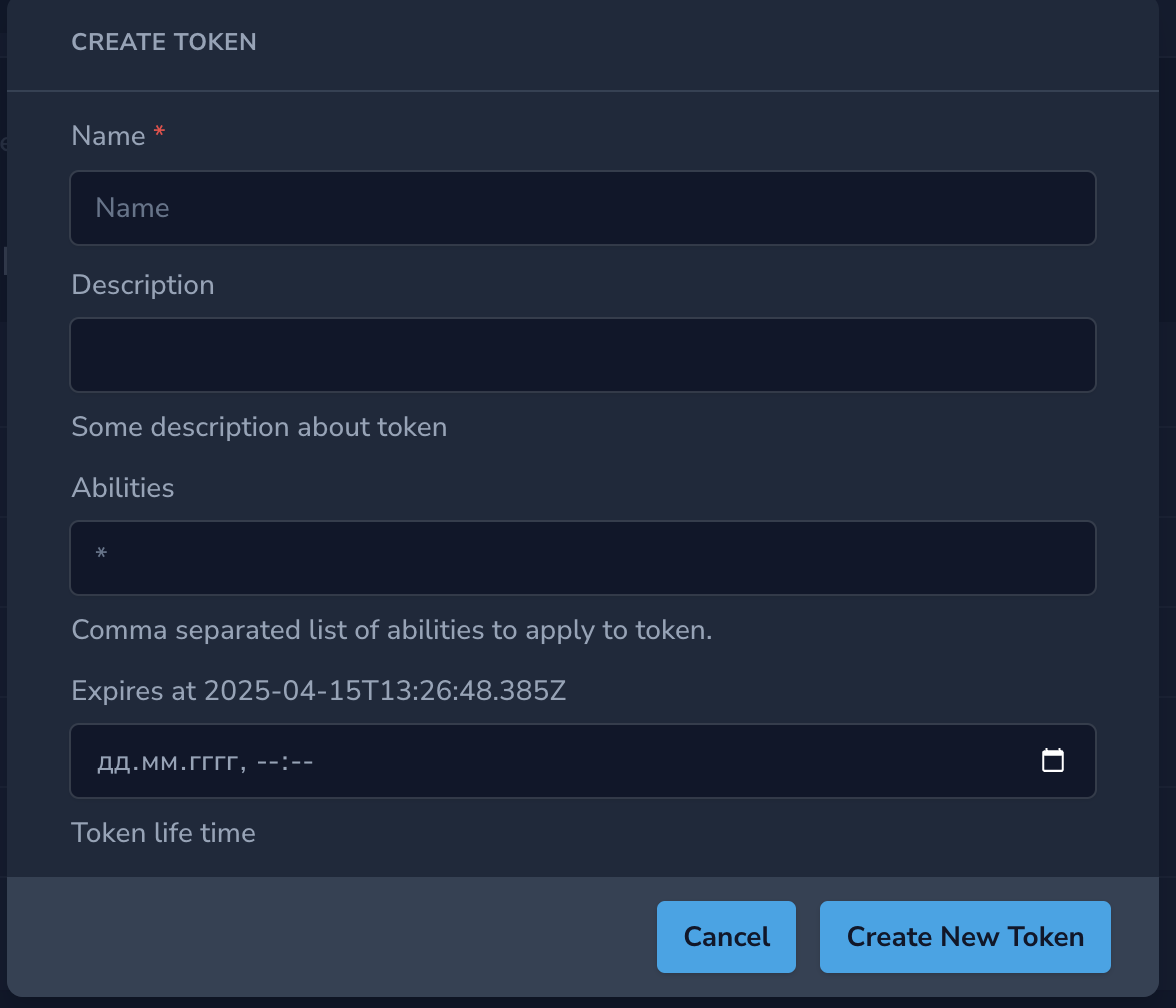 CREATE TOKEN
Name *
Name
Description
Some description about token
Abilities
*
Comma separated list of abilities to apply to token.
Expires at 2025-04-15T13:26:48.385Z
дд.мм.гггг, --:--
Token life time
Cancel
Create New Token